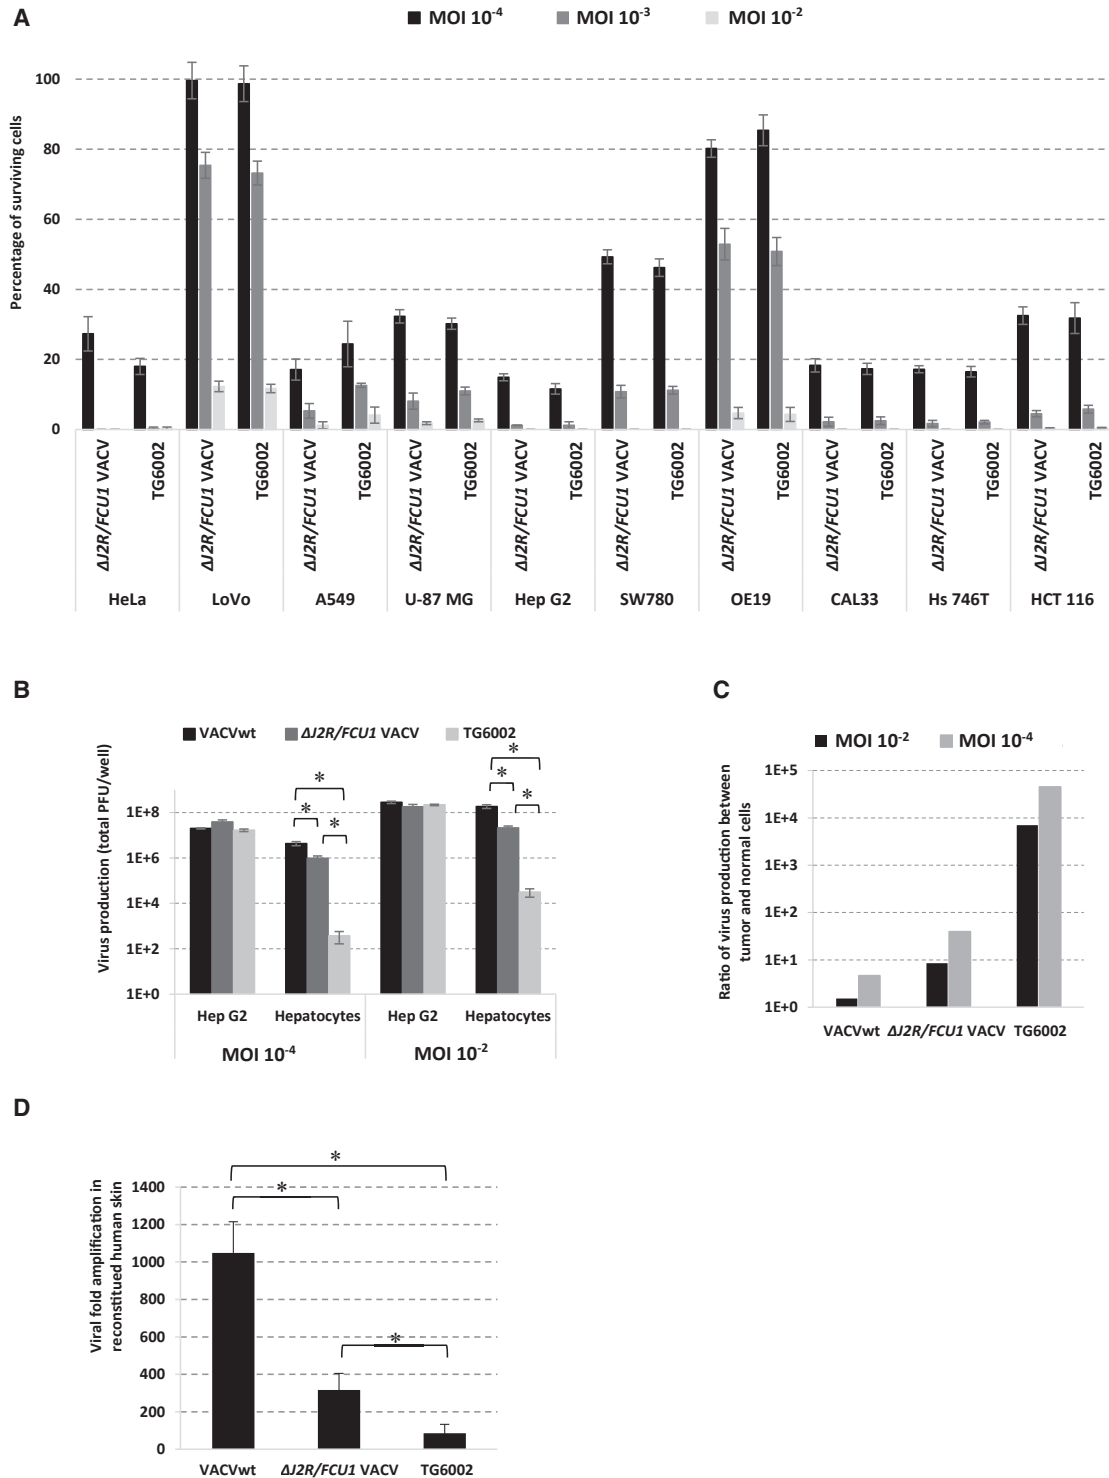 A
MOI 10⁻⁴ MOI 10⁻³ MOI 10⁻²
Percentage of surviving cells
100
80
60
40
20
0
ΔJ2R/FCU1 VACV TG6002 ΔJ2R/FCU1 VACV TG6002 ΔJ2R/FCU1 VACV TG6002 ΔJ2R/FCU1 VACV TG6002 ΔJ2R/FCU1 VACV TG6002 ΔJ2R/FCU1 VACV TG6002 ΔJ2R/FCU1 VACV TG6002 ΔJ2R/FCU1 VACV TG6002 ΔJ2R/FCU1 VACV TG6002 ΔJ2R/FCU1 VACV TG6002
HeLa LoVo A549 U-87 MG Hep G2 SW780 OE19 CAL33 Hs 746T HCT 116
B
VACVwt ΔJ2R/FCU1 VACV TG6002
Virus production (total PFU/well)
* * * * * *
1E+8
1E+6
1E+4
1E+2
1E+0
Hep G2 Hepatocytes Hep G2 Hepatocytes
MOI 10⁻⁴ MOI 10⁻²
C
MOI 10⁻² MOI 10⁻⁴
Ratio of virus production between
tumor and normal cells
1E+5
1E+4
1E+3
1E+2
1E+1
1E+0
VACVwt ΔJ2R/FCU1 VACV TG6002
D
Viral fold amplification in
reconstitued human skin
* * *
1400
1200
1000
800
600
400
200
0
VACVwt ΔJ2R/FCU1 VACV TG6002